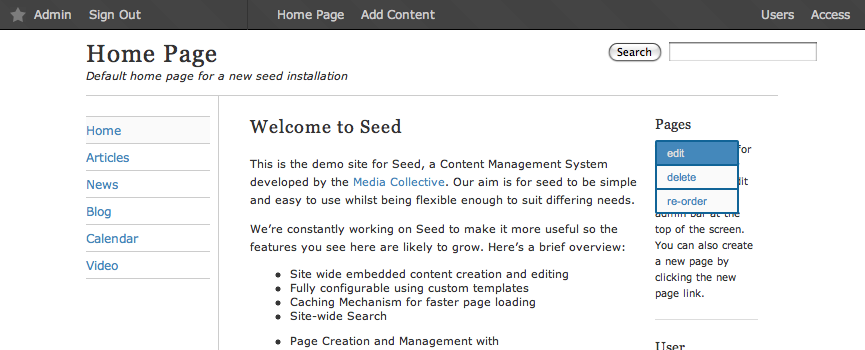 Admin Sign Out Home Page Add Content Users Access
Home Page
Default home page for a new seed installation
Search
Home
Articles
News
Blog
Calendar
Video
Welcome to Seed
This is the demo site for Seed, a Content Management System
developed by the Media Collective. Our aim is for seed to be simple
and easy to use whilst being flexible enough to suit differing needs.
We're constantly working on Seed to make it more useful so the
features you see here are likely to grow. Here's a brief overview:
Site wide embedded content creation and editing
Fully configurable using custom templates
Caching Mechanism for faster page loading
Site-wide Search
Page Creation and Management with
Pages
for
edit
delete
re-order
admin bar at the
top of the screen.
You can also create
a new page by
clicking the new
page link.
User